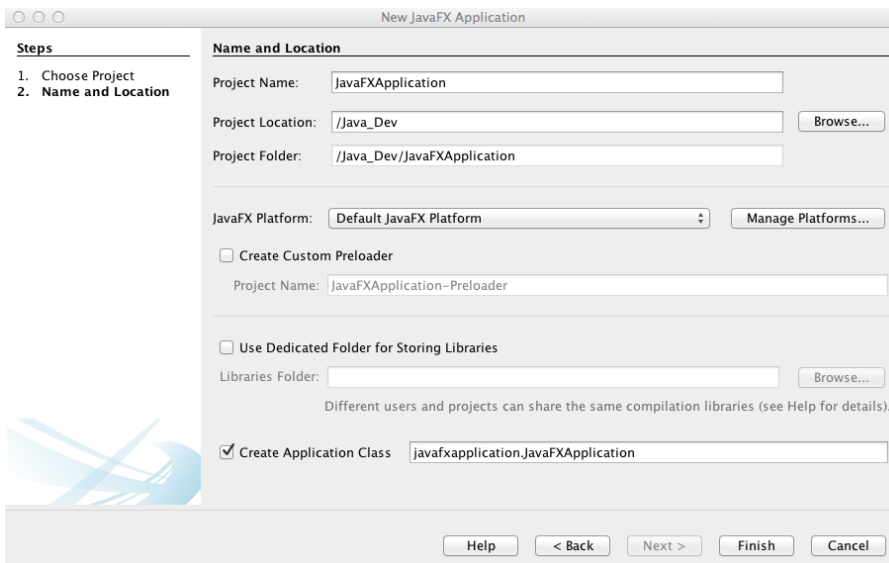 New JavaFX Application
Steps
1. Choose Project
2. Name and Location
Name and Location
Project Name: JavaFXApplication
Project Location: /Java_Dev Browse...
Project Folder: /Java_Dev/JavaFXApplication
JavaFX Platform: Default JavaFX Platform Manage Platforms...
Create Custom Preloader
Project Name: JavaFXApplication-Preloader
Use Dedicated Folder for Storing Libraries
Libraries Folder: Browse...
Different users and projects can share the same compilation libraries (see Help for details).
Create Application Class javafxapplication.JavaFXApplication
Help < Back Next > Finish Cancel